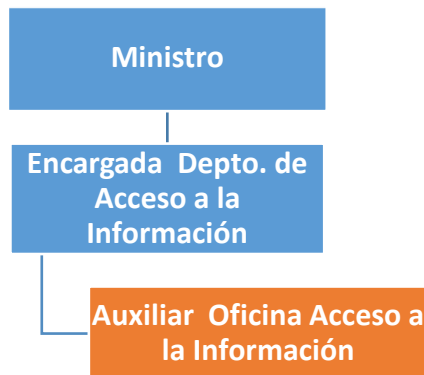 Ministro
Encargada Depto. de
Acceso a la
Información
Auxiliar Oficina Acceso a
la Información